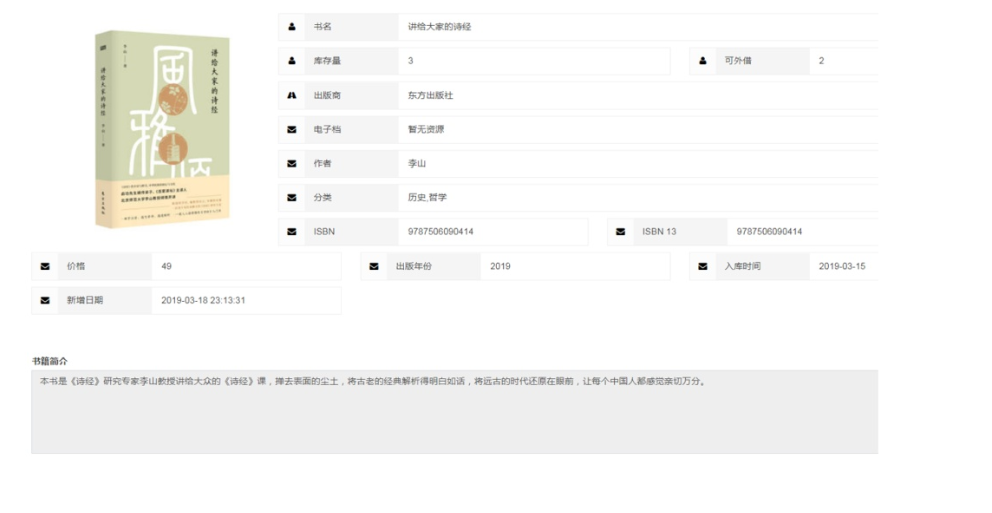 讲给大家的诗经
书名 讲给大家的诗经
库存量 3 可外借 2
出版商 东方出版社
电子档 暂无资源
作者 李山
分类 历史,哲学
ISBN 9787506090414 ISBN 13 9787506090414
价格 49 出版年份 2019 入库时间 2019-03-15
新增日期 2019-03-18 23:13:31
书籍简介
本书是《诗经》研究专家李山教授讲给大众的《诗经》课，掸去表面的尘土，将古老的经典解析得明白如话，将远古的时代还原在眼前，让每个中国人都感觉亲切万分。